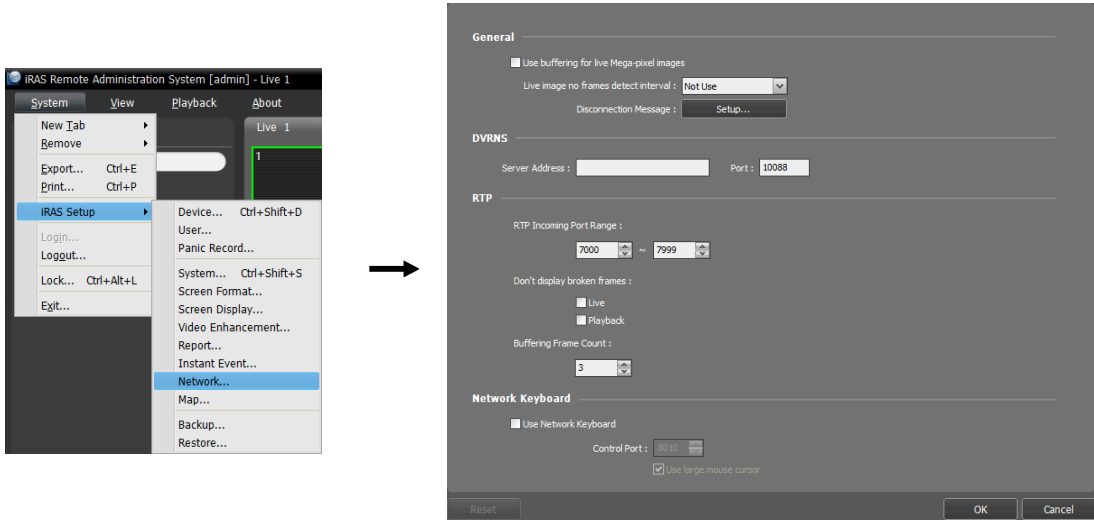 iRAS Remote Administration System [admin] - Live 1
System View Playback About
New Tab
Remove
Export... Ctrl+E
Print... Ctrl+P
iRAS Setup
Login...
Logout...
Lock... Ctrl+Alt+L
Exit...
Live 1
1
Device... Ctrl+Shift+D
User...
Panic Record...
System... Ctrl+Shift+S
Screen Format...
Screen Display...
Video Enhancement...
Report...
Instant Event...
Network...
Map...
Backup...
Restore...
General
Use buffering for live Mega-pixel images
Live image no frames detect interval : Not Use
Disconnection Message : Setup...
DVRNS
Server Address : Port : 10088
RTP
RTP Incoming Port Range :
7000 ~ 7999
Don't display broken frames :
Live
Playback
Buffering Frame Count :
3
Network Keyboard
Use Network Keyboard
Control Port : 8010
Use large mouse cursor
Reset OK Cancel